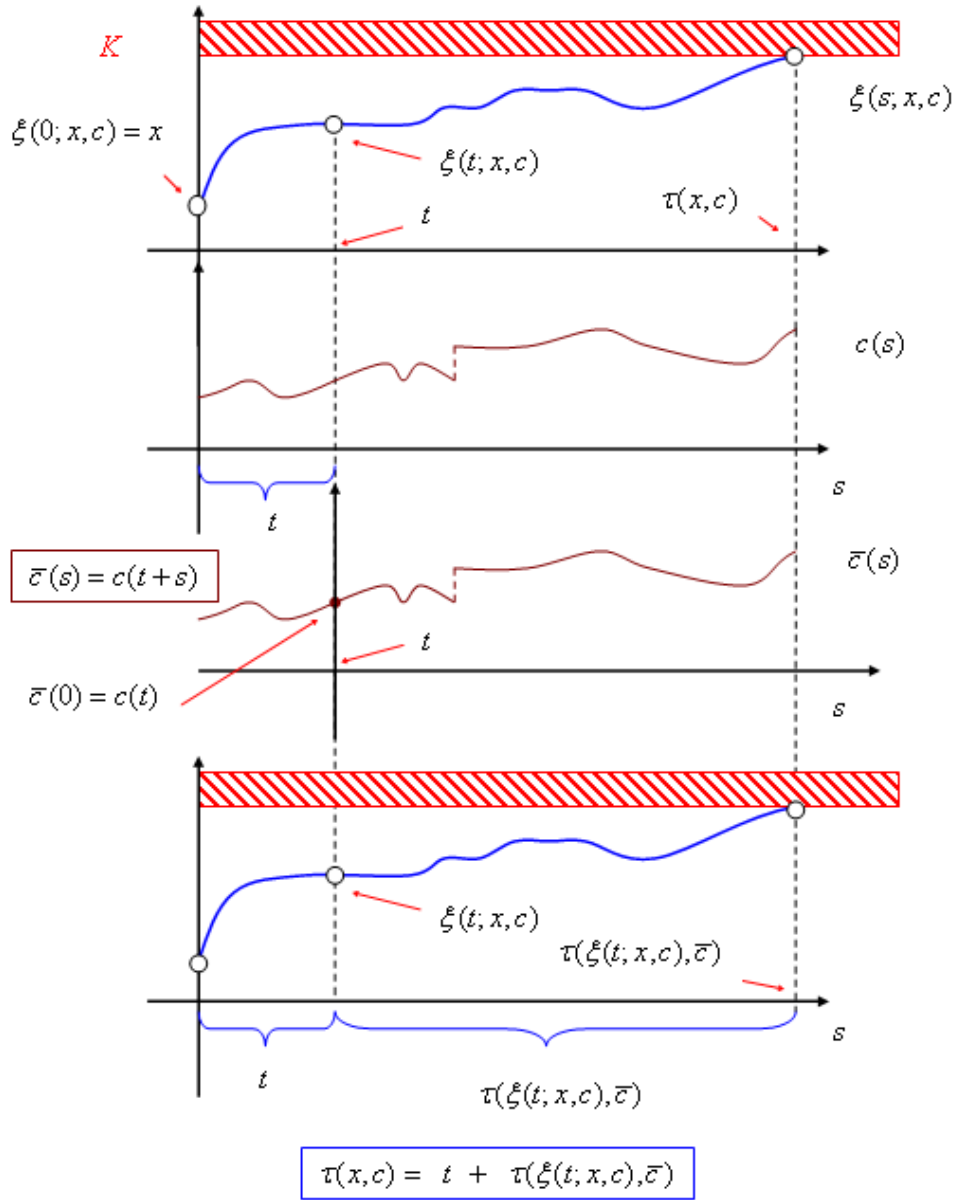 K
ξ(0; x, c) = x
ξ(s; x, c)
ξ(t; x, c)
τ(x, c)
t
c(s)
s
t
c̅(s) = c(t + s)
c̅(s)
t
c̅(0) = c(t)
s
ξ(t; x, c)
τ(ξ(t; x, c), c̅)
s
t
τ(ξ(t; x, c), c̅)
τ(x, c) = t + τ(ξ(t; x, c), c̅)